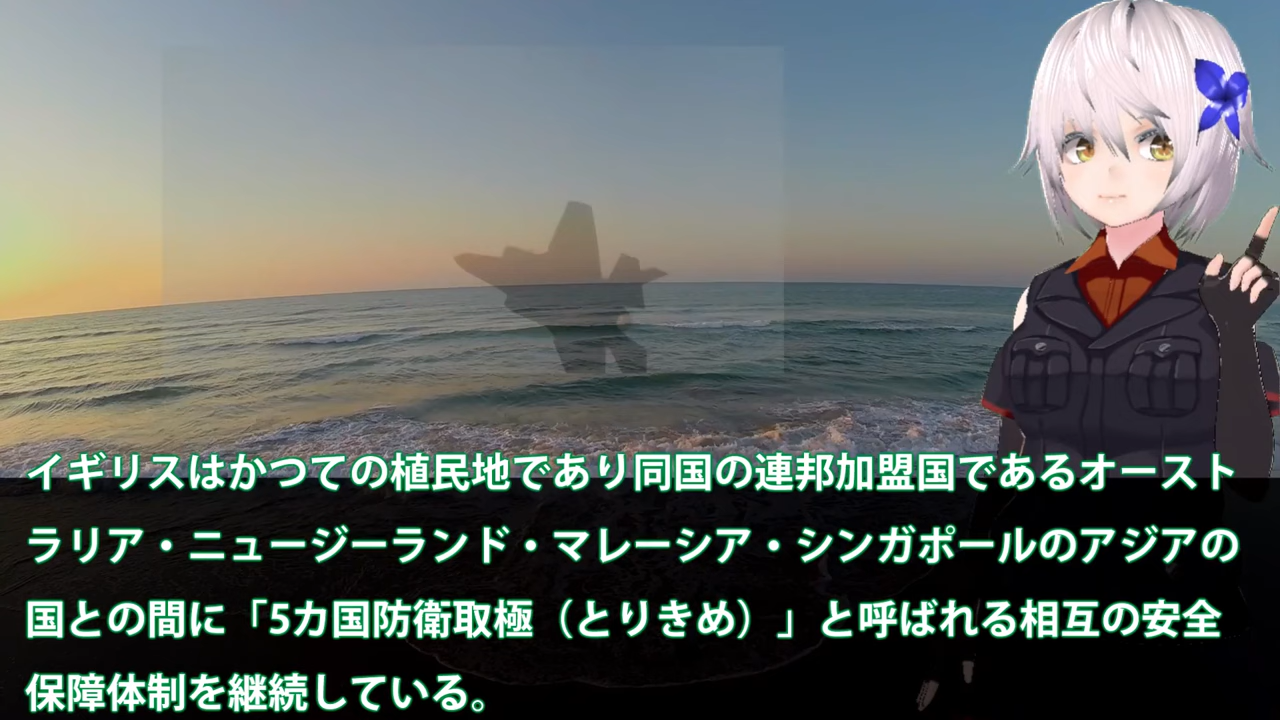 イギリスはかつての植民地であり同国の連邦加盟国であるオースト
ラリア・ニュージーランド・マレーシア・シンガポールのアジアの
国との間に「5カ国防衛取極（とりきめ）」と呼ばれる相互の安全
保障体制を継続している。